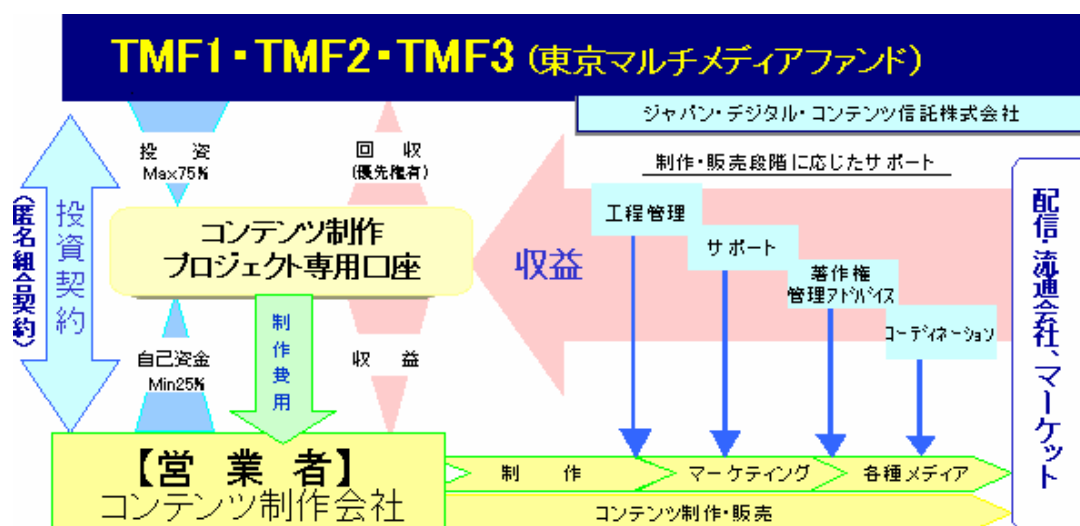 TMF1・TMF2・TMF3(東京マルチメディアファンド)
ジャパン・デジタル・コンテンツ信託株式会社
投 資
Max75%
回 収
(優先権有)
制作・販売段階に応じたサポート
投資契約
(匿名組合契約)
コンテンツ制作
プロジェクト専用口座
収益
工程管理
サポート
著作権
管理アドバイス
コーディネーション
配信・流通会社、マーケット
自己資金
Min25%
制作費用
収 益
【営 業 者】
コンテンツ制作会社
制 作
マーケティング
各種メディア
コンテンツ制作・販売